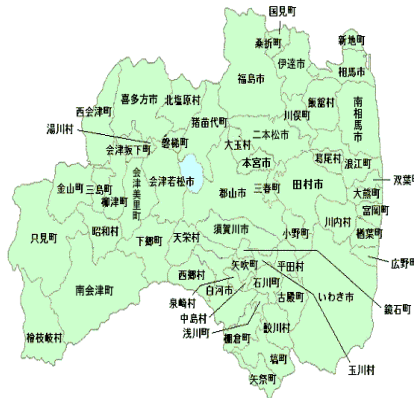 国見町
桑折町
新地町
伊達市
相馬市
福島市
喜多方市
北塩原村
飯舘村
西会津町
猪苗代町
川俣町
南相馬市
二本松市
湯川村
磐梯町
大玉村
会津坂下町
本宮市
葛尾村
浪江町
双葉
会津若松市
金山町
三島町
柳津町
会津美里町
郡山市
三春町
田村市
大熊町
富岡町
川内村
楢葉町
只見町
昭和村
下郷町
天栄村
須賀川市
小野町
広野町
西郷村
矢吹町
平田村
南会津町
泉崎村
白河市
石川町
古殿町
いわき市
鏡石町
中島村
浅川町
檜枝岐村
棚倉町
鮫川村
塙町
玉川村
矢祭町